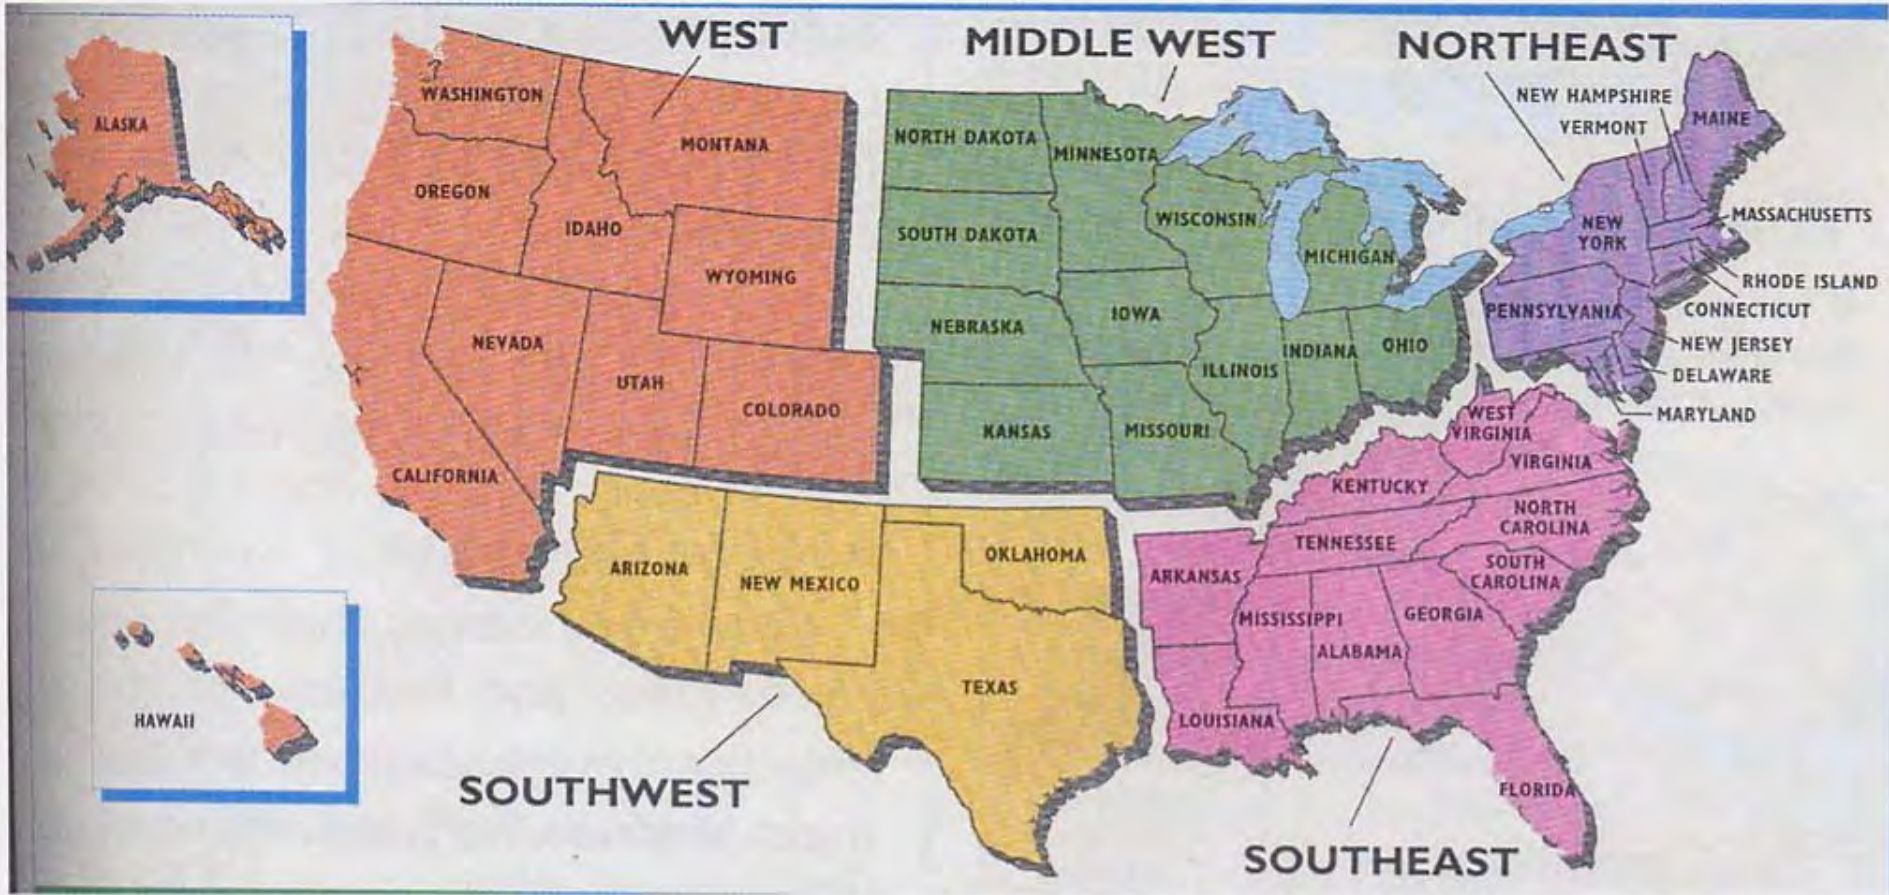 WEST
MIDDLE WEST
NORTHEAST
ALASKA
WASHINGTON
MONTANA
OREGON
IDAHO
WYOMING
NEVADA
UTAH
COLORADO
CALIFORNIA
HAWAII
NORTH DAKOTA
MINNESOTA
SOUTH DAKOTA
WISCONSIN
MICHIGAN
NEBRASKA
IOWA
ILLINOIS
INDIANA
OHIO
KANSAS
MISSOURI
NEW HAMPSHIRE
VERMONT
MAINE
MASSACHUSETTS
NEW
YORK
RHODE ISLAND
CONNECTICUT
PENNSYLVANIA
NEW JERSEY
DELAWARE
MARYLAND
ARIZONA
NEW MEXICO
OKLAHOMA
TEXAS
SOUTHWEST
WEST
VIRGINIA
VIRGINIA
KENTUCKY
NORTH
CAROLINA
TENNESSEE
SOUTH
CAROLINA
ARKANSAS
MISSISSIPPI
GEORGIA
ALABAMA
LOUISIANA
FLORIDA
SOUTHEAST